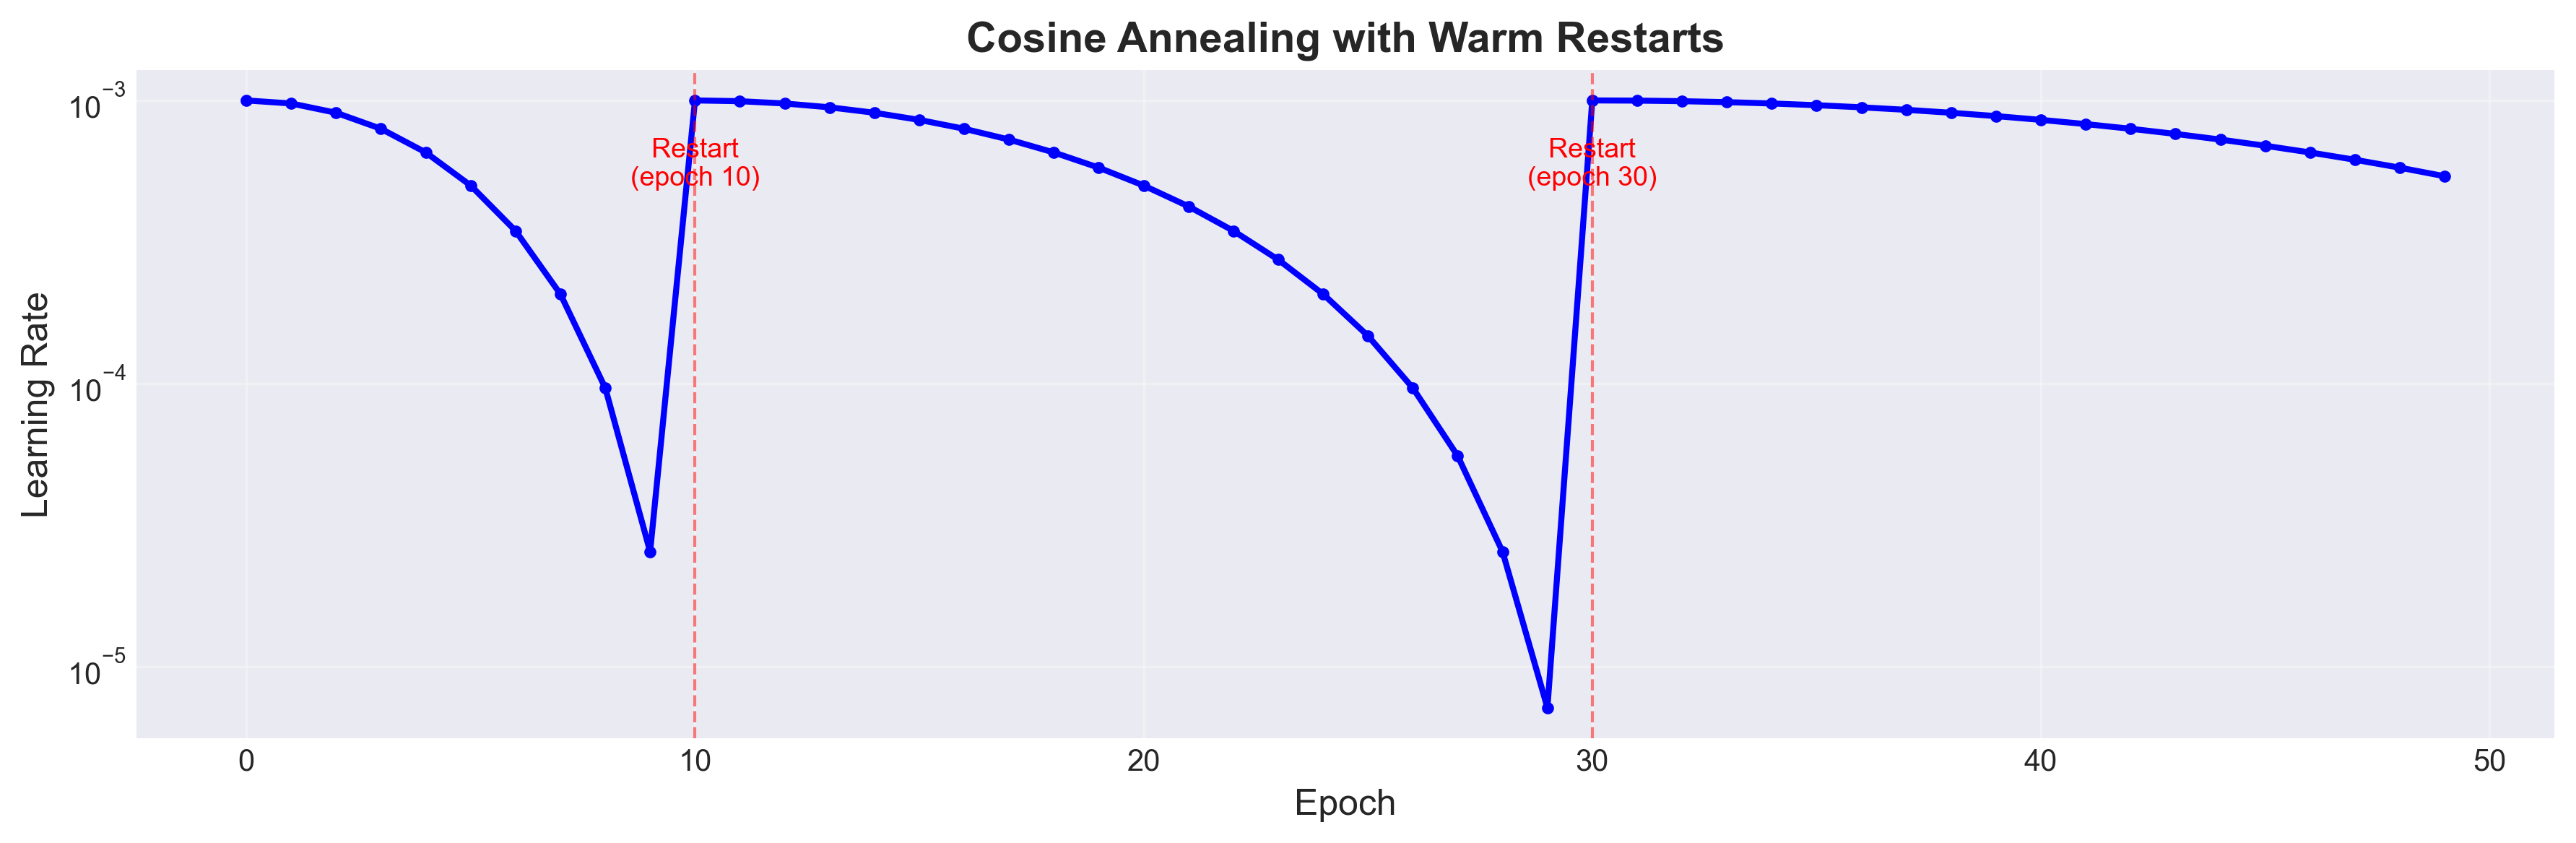 Cosine Annealing with Warm Restarts
Learning Rate
10⁻³
10⁻⁴
10⁻⁵
Restart
(epoch 10)
Restart
(epoch 30)
0 10 20 30 40 50
Epoch